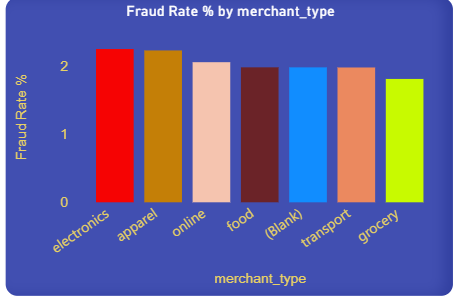 Fraud Rate % by merchant_type
Fraud Rate %
2
1
0
electronics
apparel
online
food
(Blank)
transport
grocery
merchant_type